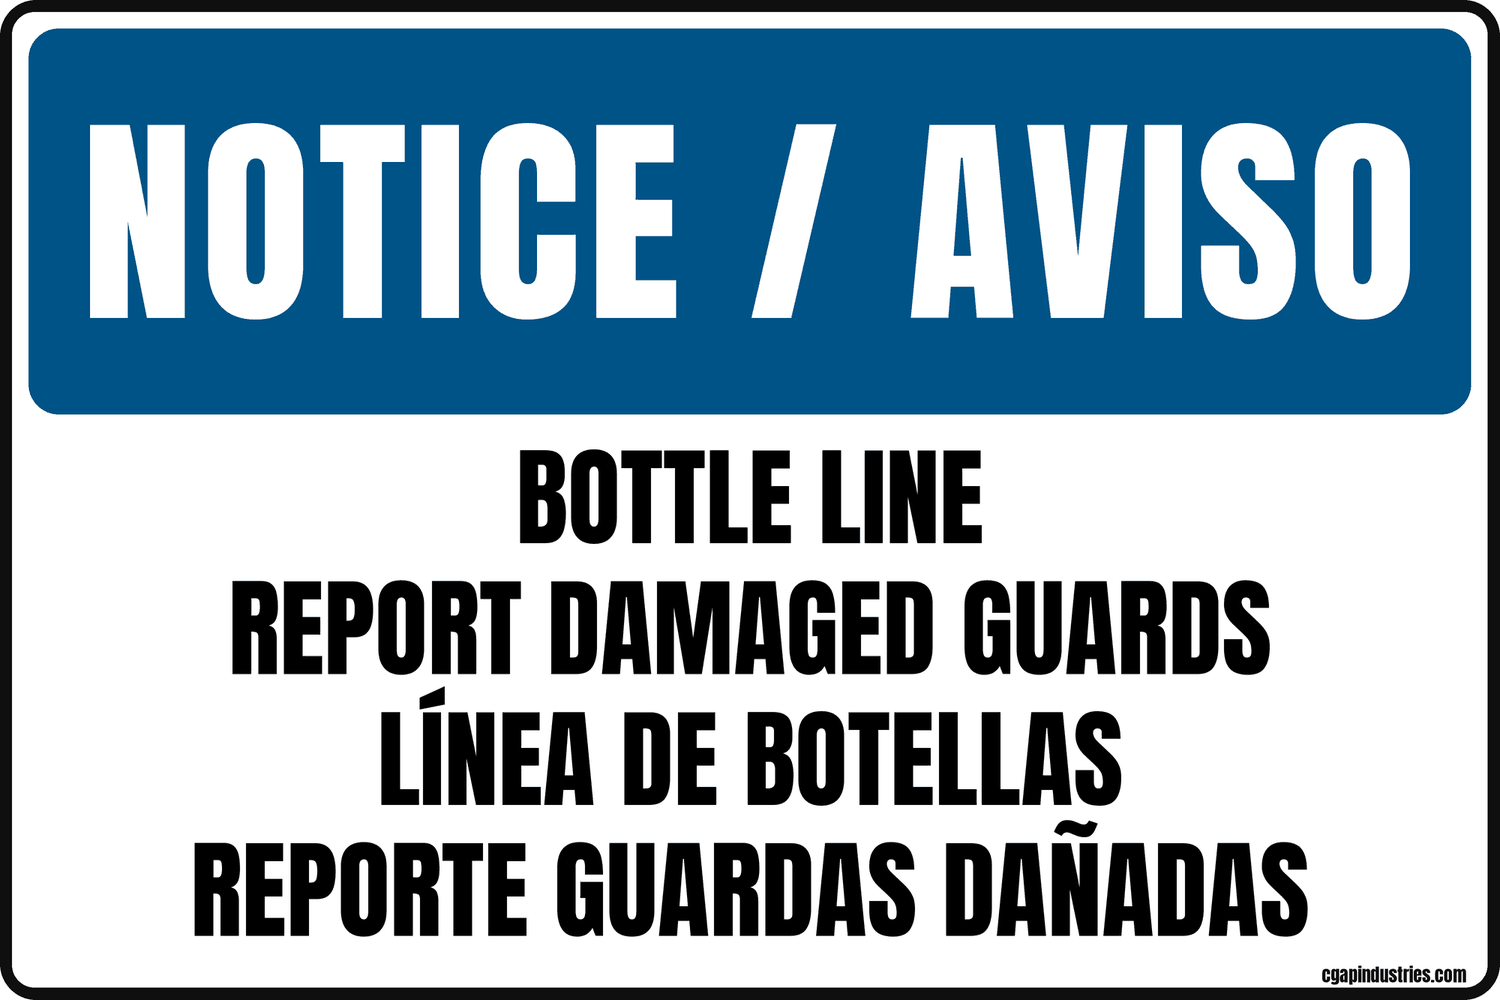 NOTICE / AVISO
BOTTLE LINE
REPORT DAMAGED GUARDS
LÍNEA DE BOTELLAS
REPORTE GUARDAS DAÑADAS
cgapindustries.com